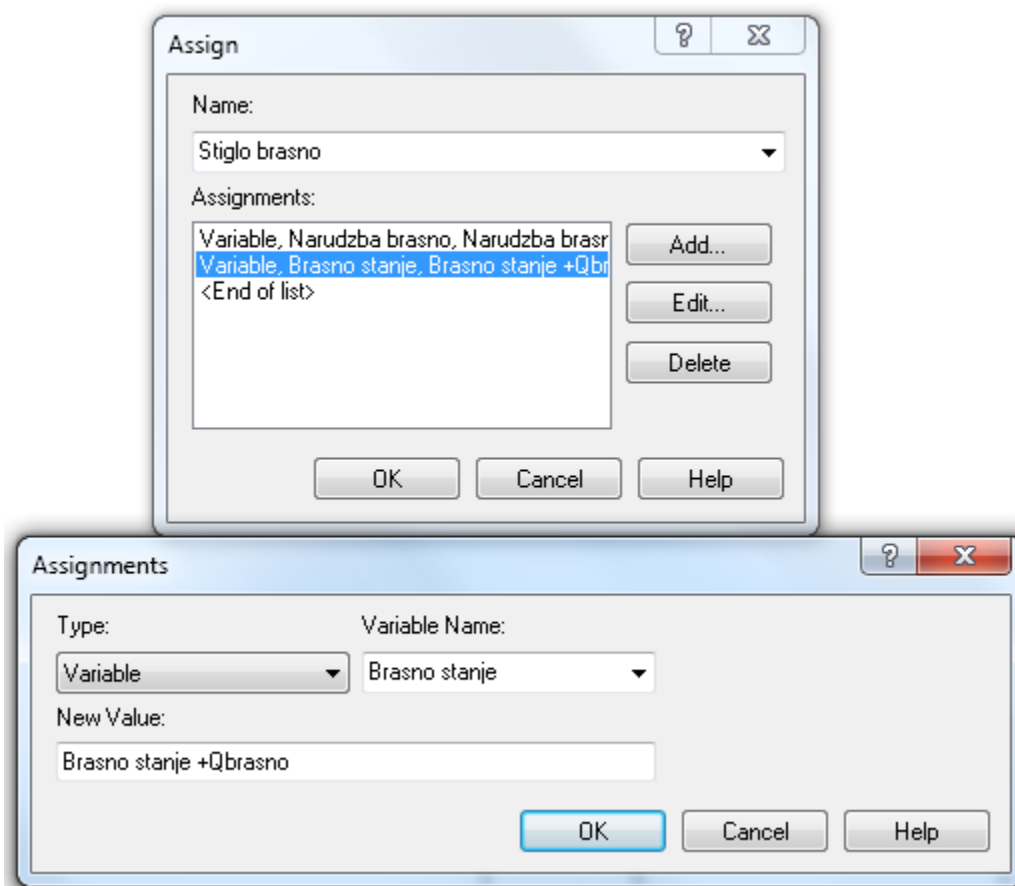 Assign
Name:
Stiglo brasno
Assignments:
Variable, Narudzba brasno, Narudzba brasr
Variable, Brasno stanje, Brasno stanje +Qbr
<End of list>
Add...
Edit...
Delete
OK Cancel Help
Assignments
Type: Variable Name:
Variable Brasno stanje
New Value:
Brasno stanje +Qbrasno
OK Cancel Help